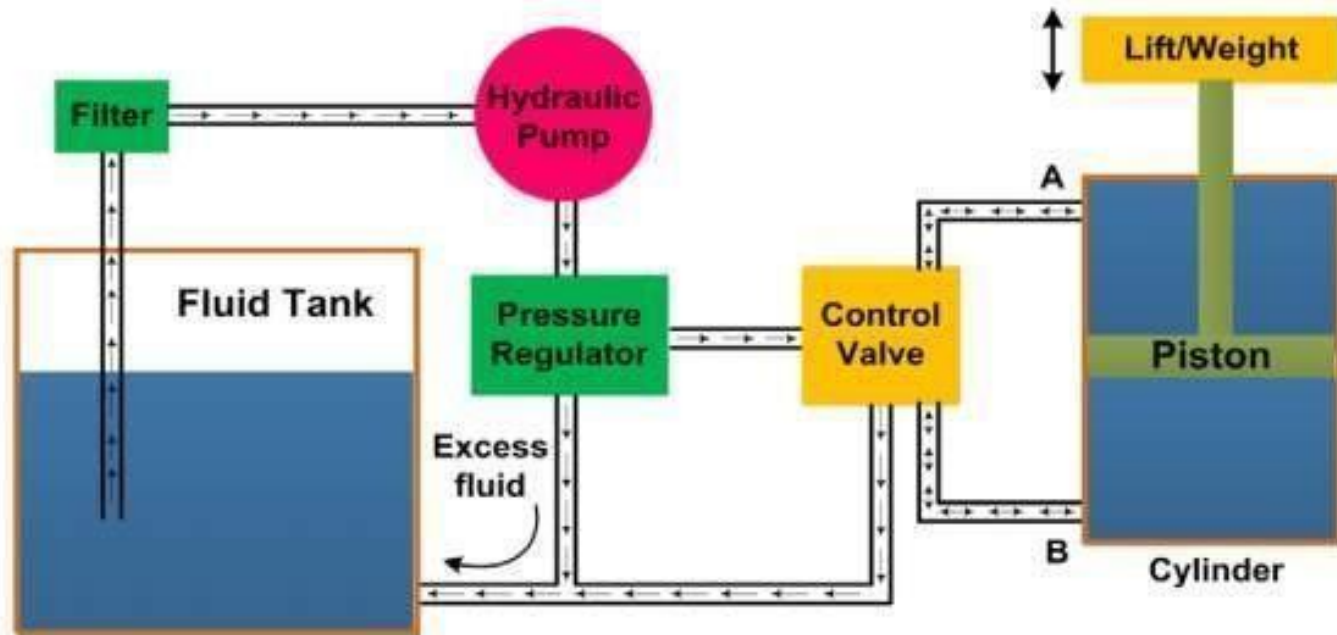 Lift/Weight
Filter
Hydraulic
Pump
A
Fluid Tank
Pressure
Regulator
Control
Valve
Piston
Excess
fluid
B
Cylinder